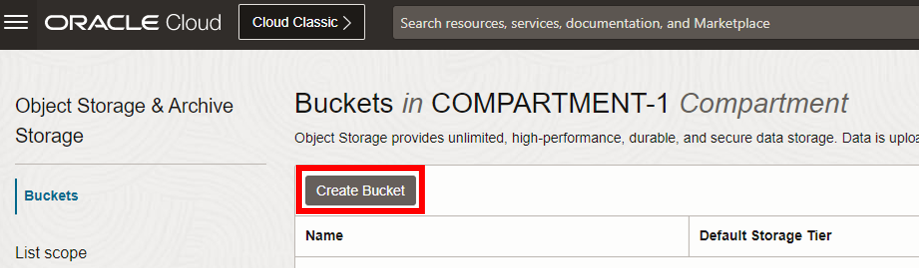 ORACLE Cloud
Cloud Classic >
Search resources, services, documentation, and Marketplace
Object Storage & Archive
Storage
Buckets
List scope
Buckets in COMPARTMENT-1 Compartment
Object Storage provides unlimited, high-performance, durable, and secure data storage. Data is uploa
Create Bucket
Name
Default Storage Tier